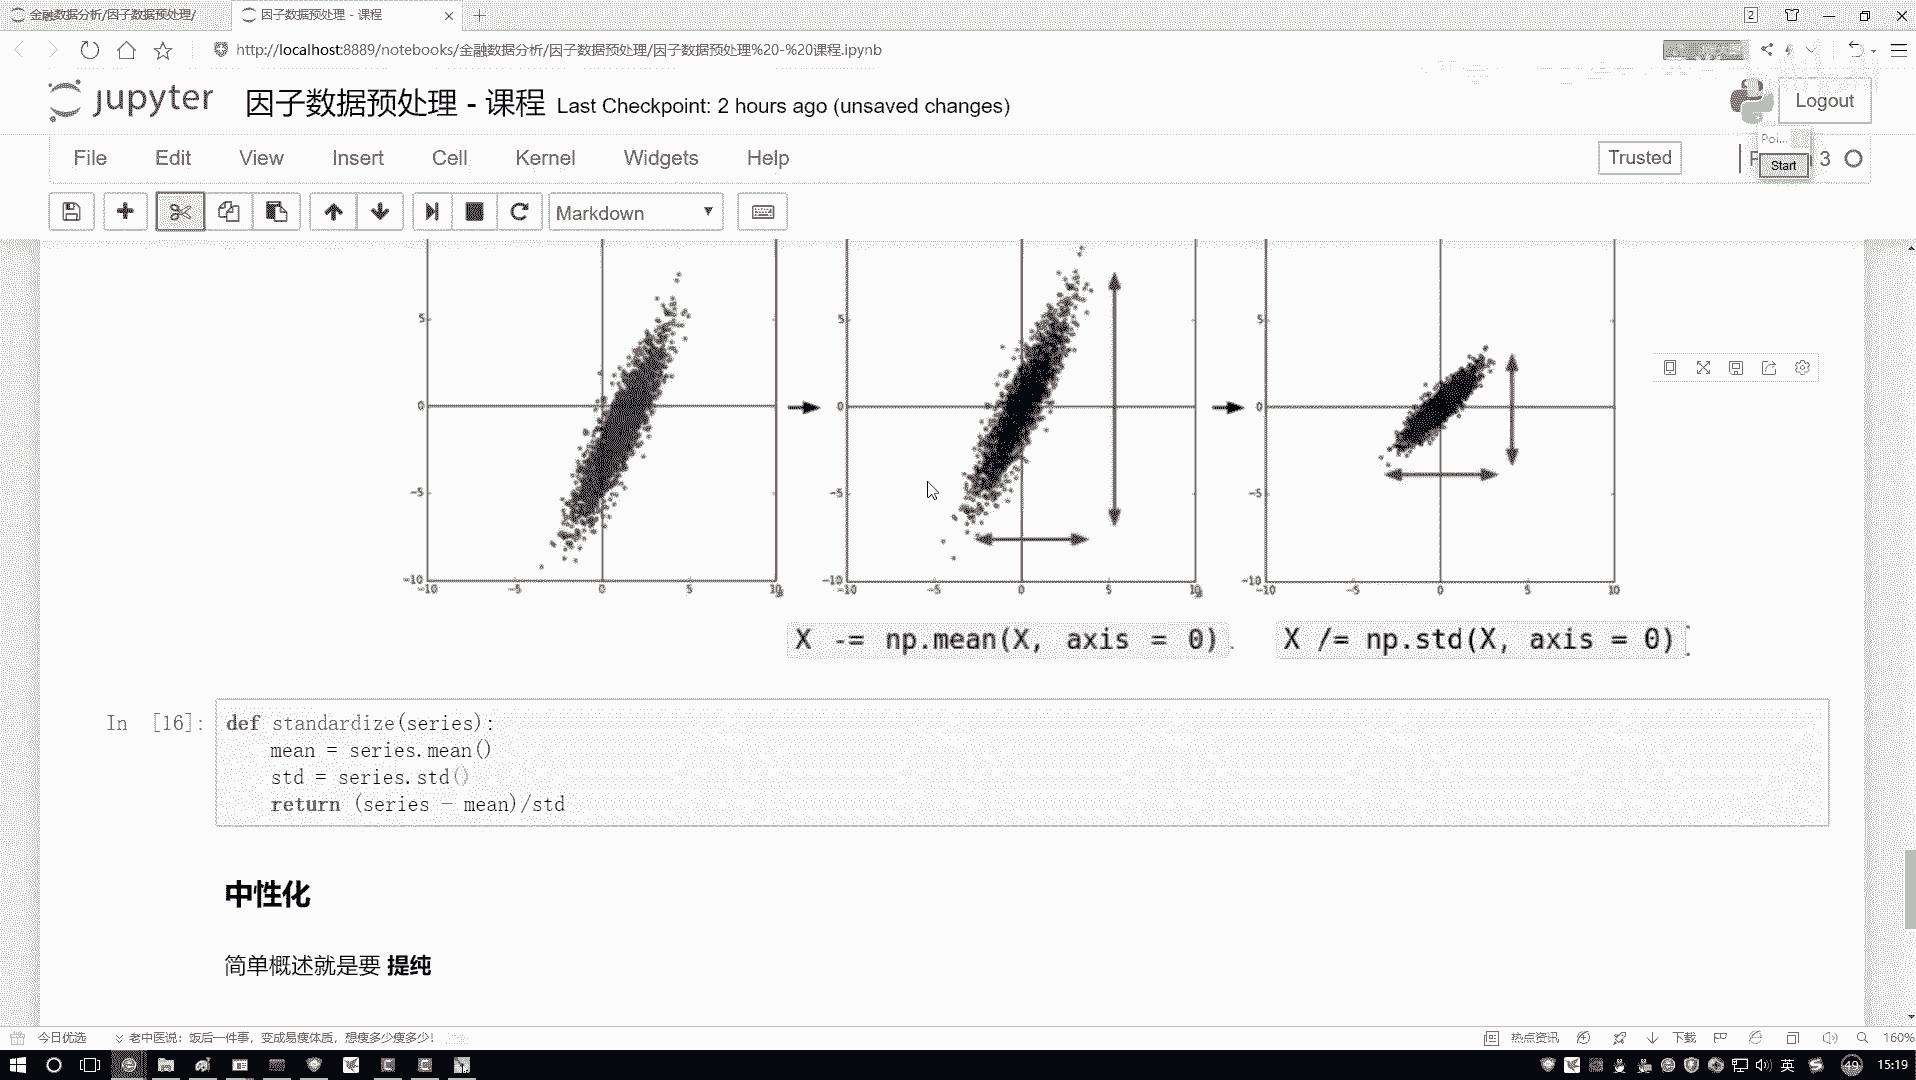 金融数据分析/因子数据预处理/
因子数据预处理 - 课程
2
http://localhost:8889/notebooks/金融数据分析/因子数据预处理/因子数据预处理%20-%20课程.ipynb
jupyter
因子数据预处理 - 课程 Last Checkpoint: 2 hours ago (unsaved changes)
Logout
File Edit View Insert Cell Kernel Widgets Help
Trusted
Poi...
Start
3
Markdown
5 5 5
0 0 0
-5 -5 -5
-10 -10 -10
-10 -5 0 5 10 -10 -5 0 5 10 -10 -5 0 5 10
X -= np.mean(X, axis = 0).
X /= np.std(X, axis = 0)
In [16]:
def standardize(series):
mean = series.mean()
std = series.std()
return (series - mean)/std
中性化
简单概述就是要 提纯
今日优选
老中医说：饭后一件事，变成易瘦体质，想瘦多少瘦多少！
热点资讯
下载
160%
英
49
15:19